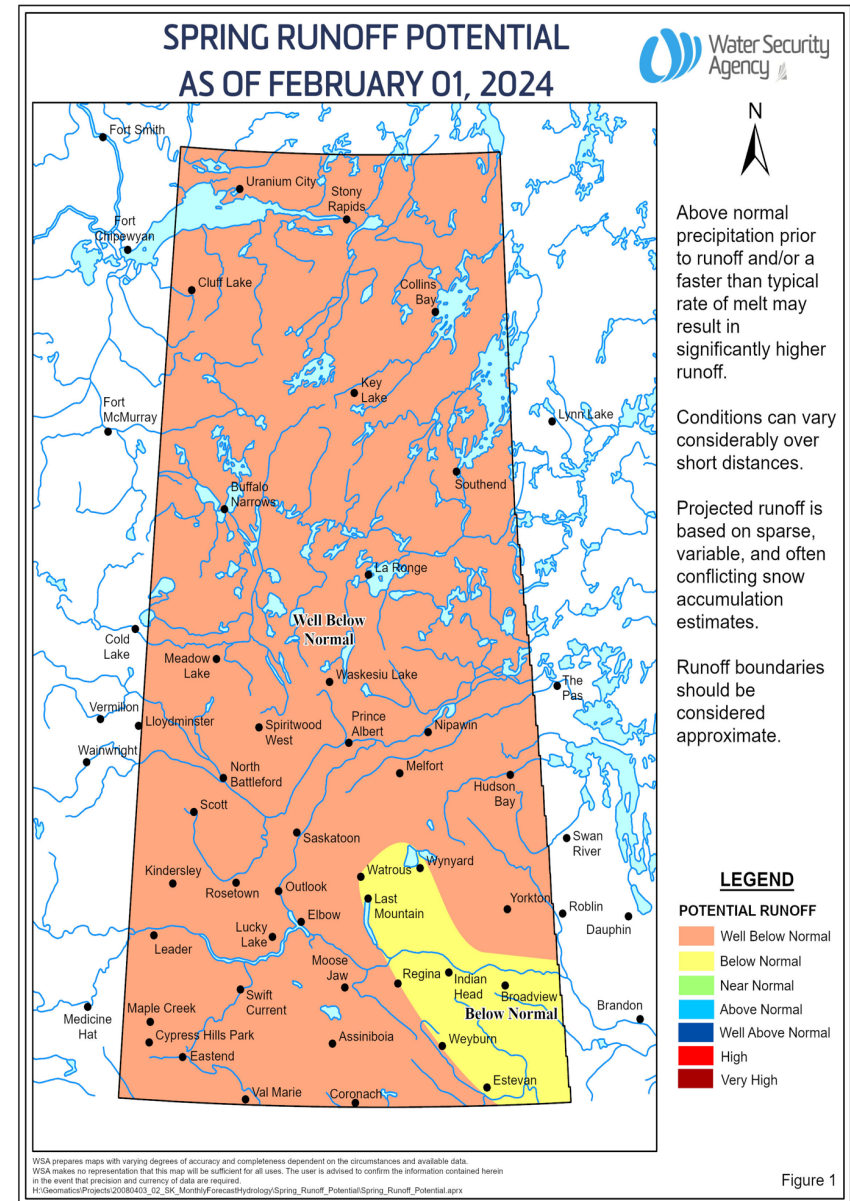 SPRING RUNOFF POTENTIAL
AS OF FEBRUARY 01, 2024
Water Security
Agency
N
Above normal
precipitation prior
to runoff and/or a
faster than typical
rate of melt may
result in
significantly higher
runoff.
Conditions can vary
considerably over
short distances.
Projected runoff is
based on sparse,
variable, and often
conflicting snow
accumulation
estimates.
Runoff boundaries
should be
considered
approximate.
Fort Smith
Uranium City
Stony
Rapids
Fort
Chipewyan
Cluff Lake
Collins
Bay
Key
Lake
Fort
McMurray
Lynn Lake
Southend
Buffalo
Narrows
La Ronge
Well Below
Normal
Cold
Lake
Meadow
Lake
Waskesiu Lake
The
Pas
Vermilion
Lloydminster
Spiritwood
West
Prince
Albert
Nipawin
Wainwright
North
Battleford
Melfort
Hudson
Bay
Scott
Saskatoon
Swan
River
Wynyard
Watrous
Kindersley
Rosetown
Outlook
Last
Mountain
Yorkton
Roblin
Dauphin
Elbow
Lucky
Lake
Leader
Moose
Jaw
Regina
Indian
Head
Broadview
Swift
Current
Below Normal
Brandon
Medicine
Hat
Maple Creek
Cypress Hills Park
Assiniboia
Weyburn
Eastend
Estevan
Val Marie
Coronach
LEGEND
POTENTIAL RUNOFF
Well Below Normal
Below Normal
Near Normal
Above Normal
Well Above Normal
High
Very High
WSA prepares maps with varying degrees of accuracy and completeness dependent on the circumstances and available data.
WSA makes no representation that this map will be sufficient for all uses. The user is advised to confirm the information contained herein
in the event that precision and currency of data are required.
H:\Geomatics\Projects\20080403_02_SK_MonthlyForecastHydrology\Spring_Runoff_Potential\Spring_Runoff_Potential.aprx
Figure 1